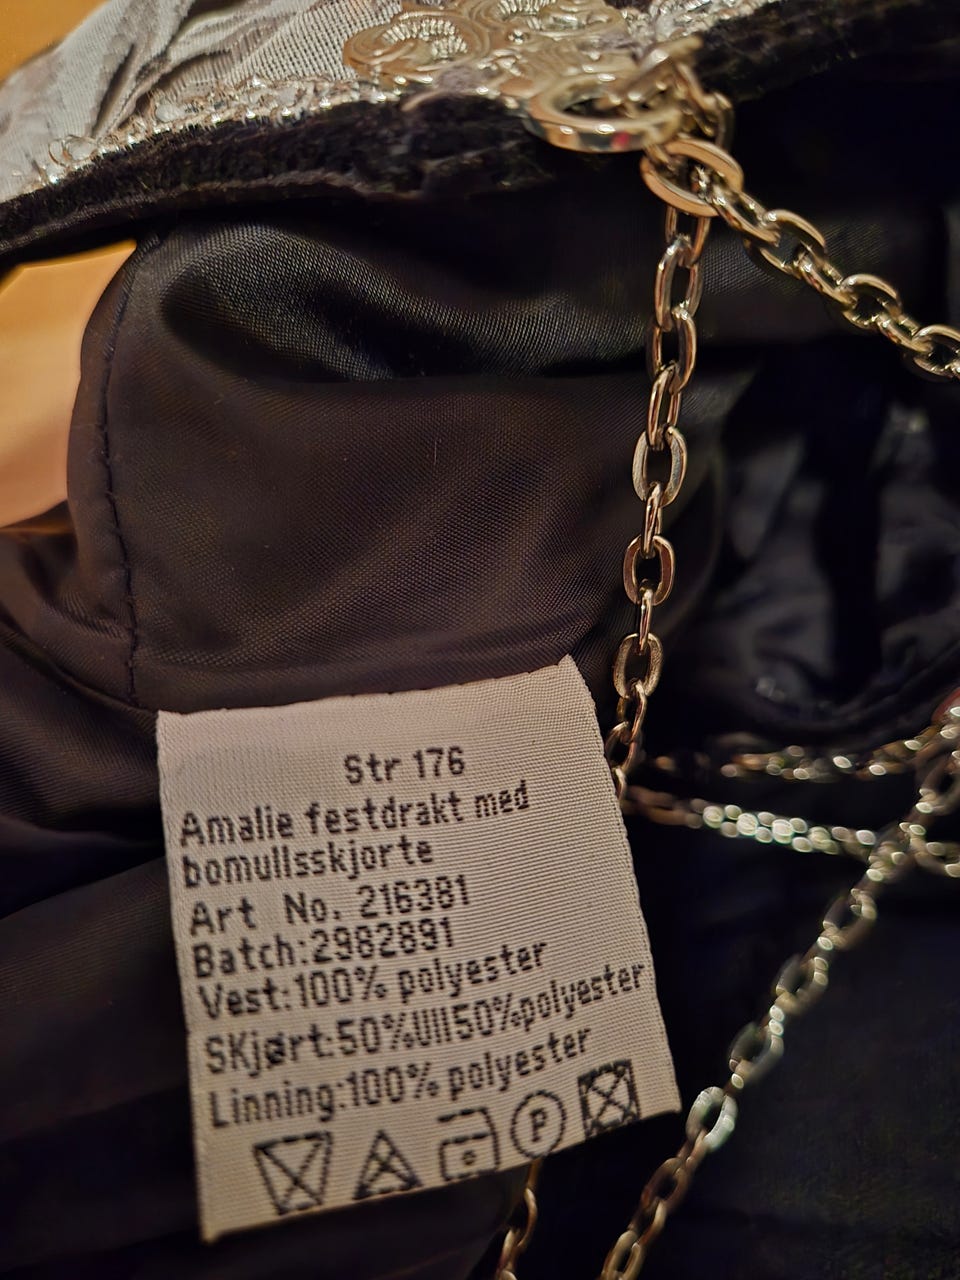 Str 176
Amalie festdrakt med
bomullsskjorte
Art No. 216381
Batch:2982891
Vest:100% polyester
SKjørt:50%Ull50%polyester
Linning:100% polyester
P